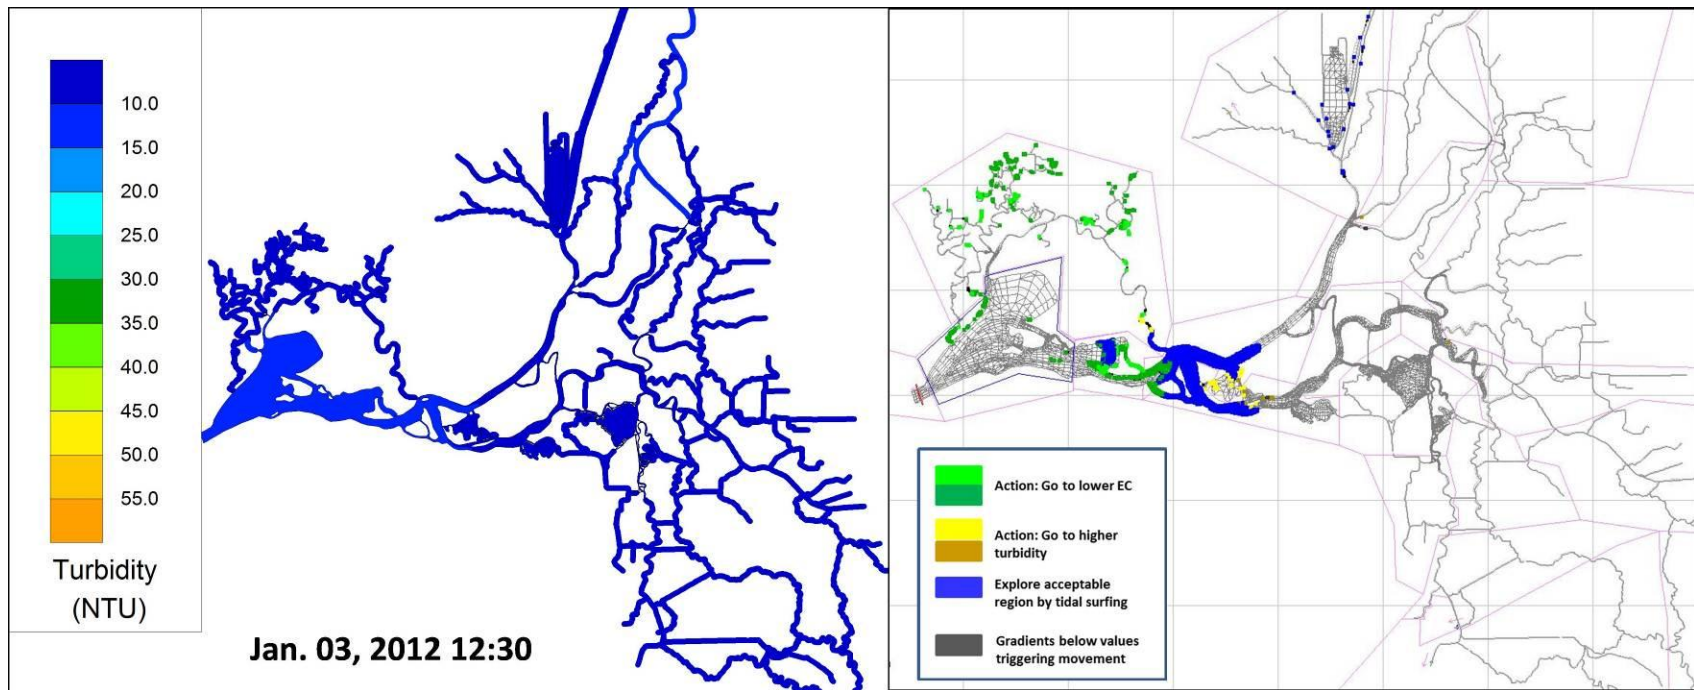 10.0
15.0
20.0
25.0
30.0
35.0
40.0
45.0
50.0
55.0
Turbidity
(NTU)
Jan. 03, 2012 12:30
Action: Go to lower EC
Action: Go to higher
turbidity
Explore acceptable
region by tidal surfing
Gradients below values
triggering movement